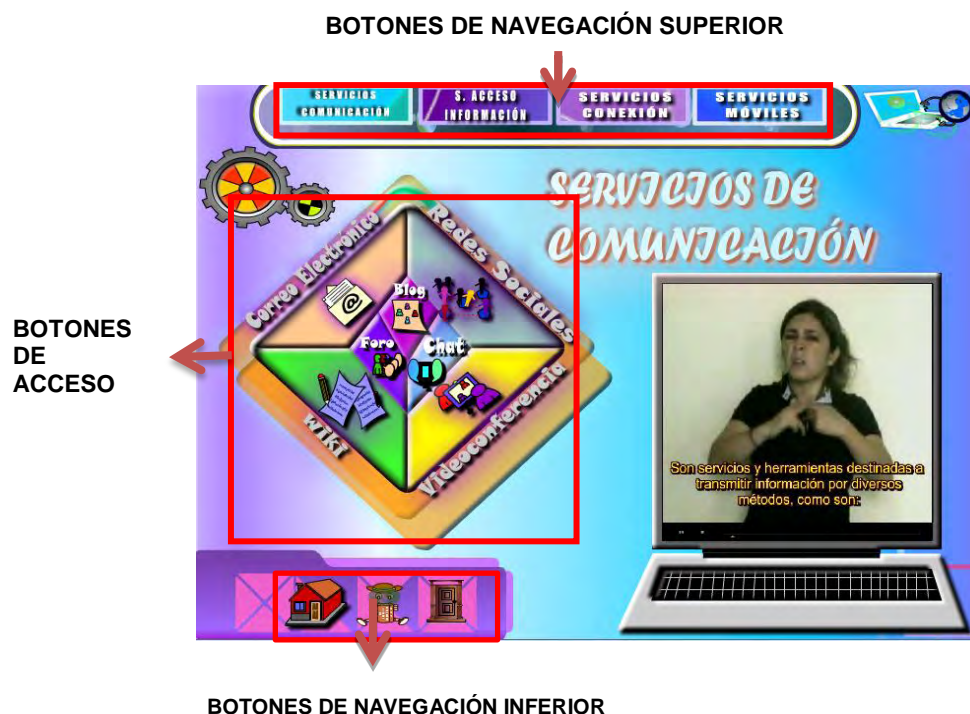 BOTONES DE NAVEGACIÓN SUPERIOR
SERVICIOS
COMUNICACIÓN
S. ACCESO
INFORMACIÓN
SERVICIOS
CONEXIÓN
SERVICIOS
MÓVILES
SERVICIOS DE
COMUNICACIÓN
Correo Electrónico
Redes Sociales
Blog
Foro
Chat
Wiki
Videoconferencia
BOTONES
DE
ACCESO
Son servicios y herramientas destinadas a
transmitir información por diversos
métodos, como son:
BOTONES DE NAVEGACIÓN INFERIOR